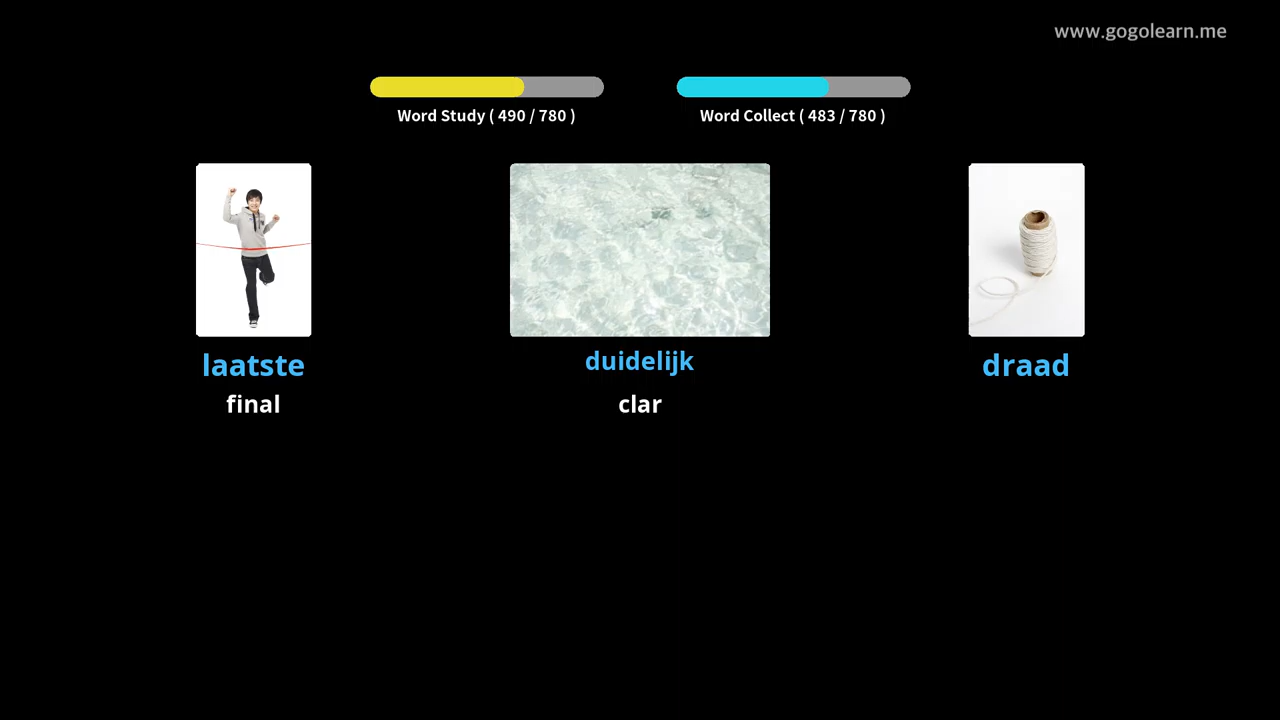 www.gogolearn.me
Word Study ( 490 / 780 )
Word Collect ( 483 / 780 )
laatste
duidelijk
draad
final
clar